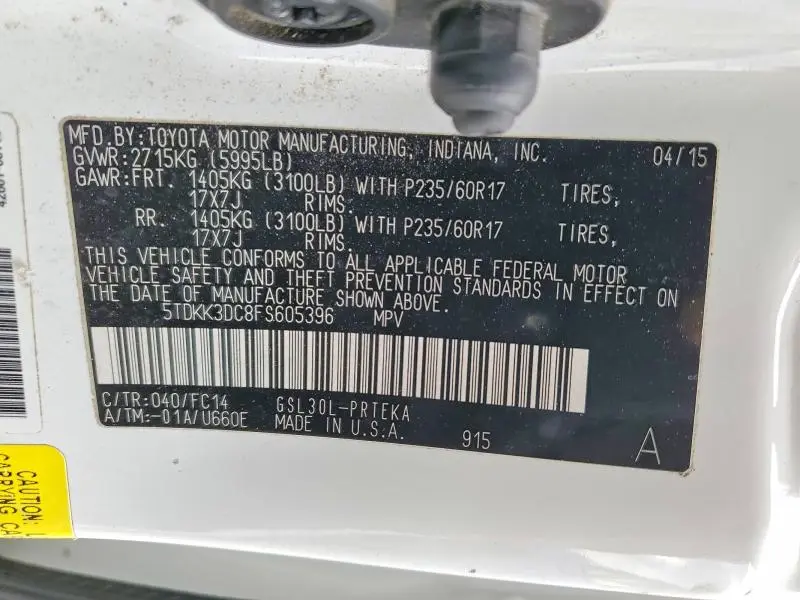 MFD. BY: TOYOTA MOTOR MANUFACTURING, INDIANA, INC. 04/15
GVWR: 2715KG (5995LB)
GAWR: FRT. 1405KG (3100LB) WITH P235/60R17 TIRES,
17X7J RIMS.
RR. 1405KG (3100LB) WITH P235/60R17 TIRES,
17X7J RIMS.
THIS VEHICLE CONFORMS TO ALL APPLICABLE FEDERAL MOTOR
VEHICLE SAFETY AND THEFT PREVENTION STANDARDS IN EFFECT ON
THE DATE OF MANUFACTURE SHOWN ABOVE.
5TDKK3DC8FS605396 MPV
C/TR: 040/FC14 GSL30L-PRTEKA
A/TM: -01A/U660E MADE IN U.S.A. 915 A
CAUTION:
CARRYING